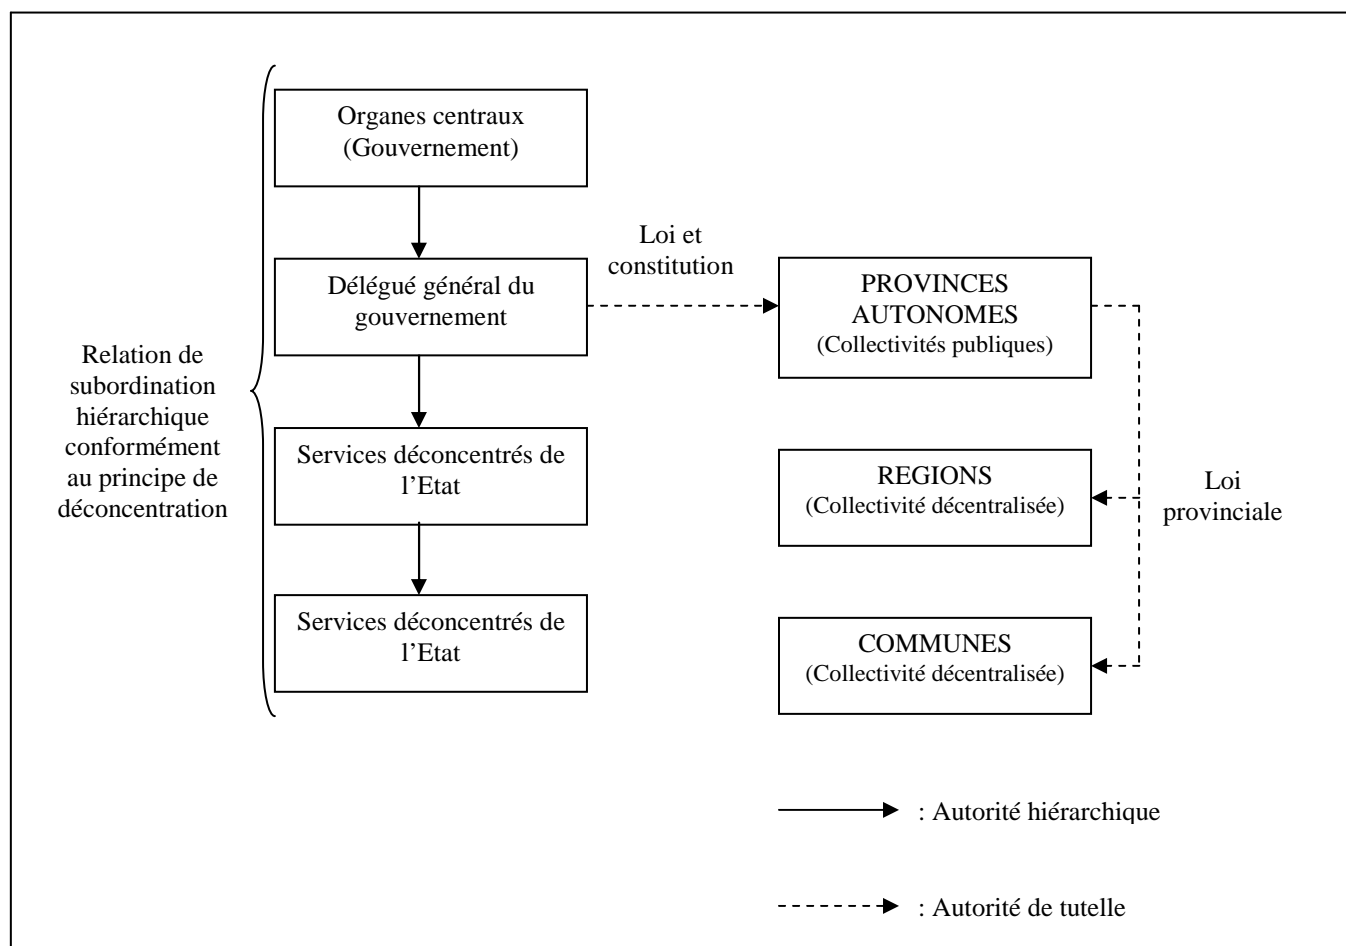 Organes centraux
(Gouvernement)
Loi et
constitution
Délégué général du
gouvernement
PROVINCES
AUTONOMES
(Collectivités publiques)
Relation de
subordination
hiérarchique
conformément
au principe de
déconcentration
Services déconcentrés de
l’Etat
REGIONS
(Collectivité décentralisée)
Loi
provinciale
Services déconcentrés de
l’Etat
COMMUNES
(Collectivité décentralisée)
: Autorité hiérarchique
: Autorité de tutelle